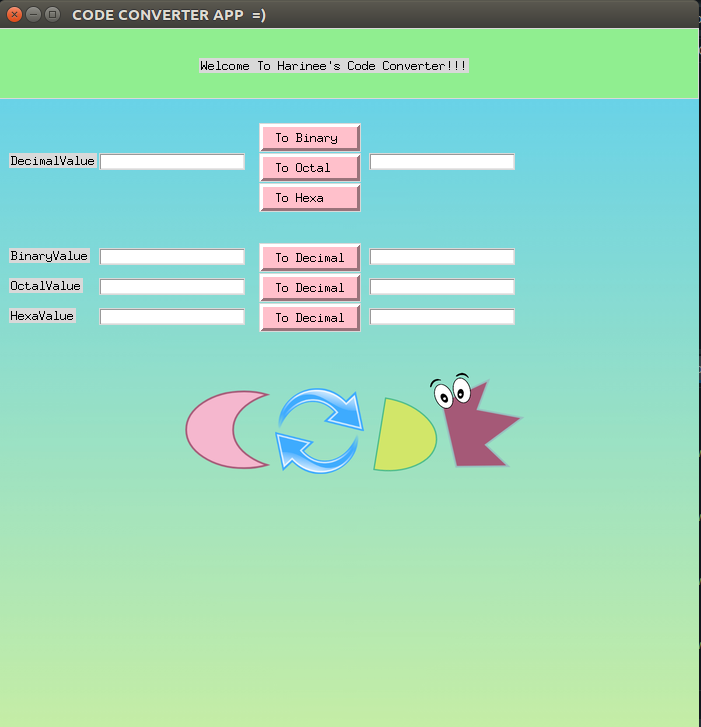 CODE CONVERTER APP =)
Welcome To Harinee's Code Converter!!!
To Binary
DecimalValue To Octal
To Hexa
BinaryValue To Decimal
OctalValue To Decimal
HexaValue To Decimal
CODE